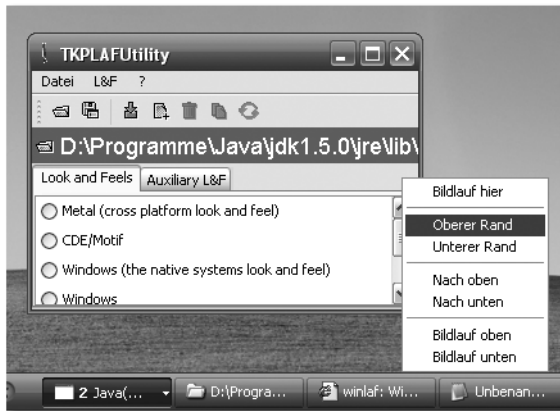 TKPLAFUtility
Datei L&F ?
D:\Programme\Java\jdk1.5.0\jre\lib\
Look and Feels Auxiliary L&F
Metal (cross platform look and feel)
CDE/Motif
Windows (the native systems look and feel)
Windows
Bildlauf hier
Oberer Rand
Unterer Rand
Nach oben
Nach unten
Bildlauf oben
Bildlauf unten
2 Java(... D:\Progra... winlaf: Wi... Unbenan...